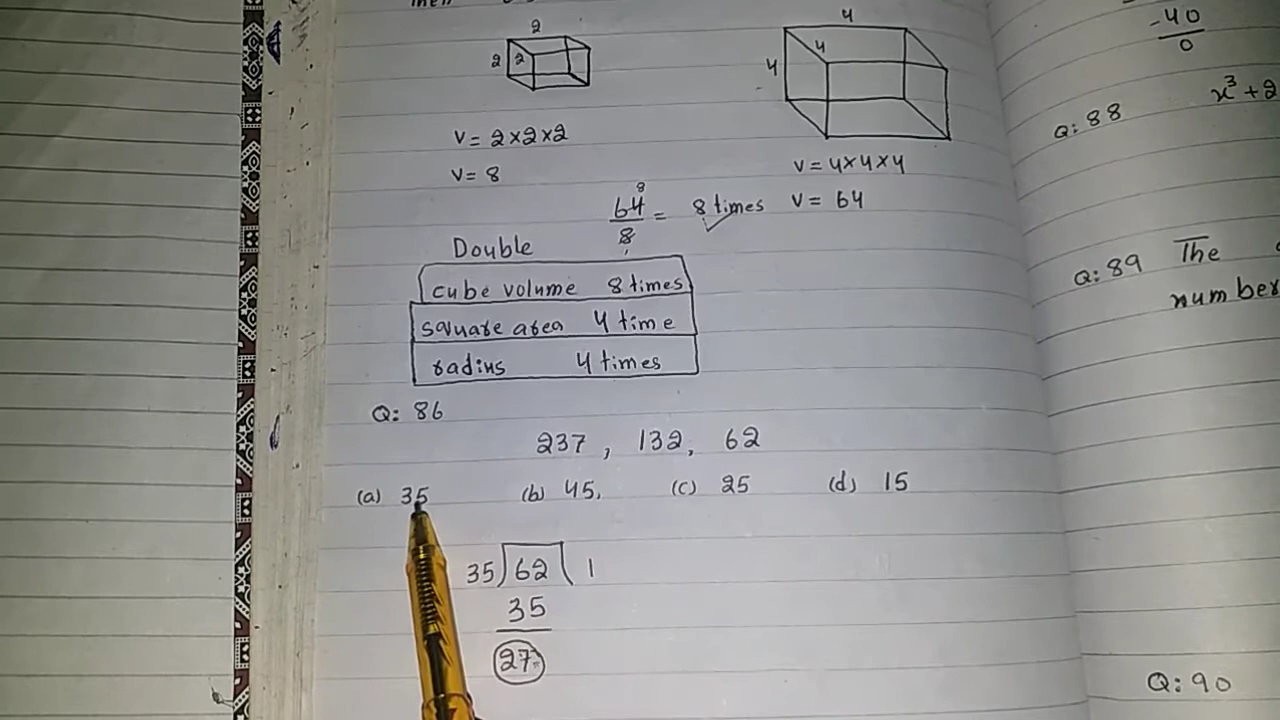 2
2 2
V = 2×2×2
V = 8
4
4
4
V = 4×4×4
V = 64
8
64
8
= 8 times
Double
cube volume 8 times
square area 4 time
radius 4 times
Q: 86
237 , 132, 62
(a) 35 (b) 45, (c) 25 (d) 15
35)62( 1
35
27
-40
0
Q: 88 x³ + 2
Q: 89 The
number
Q: 90